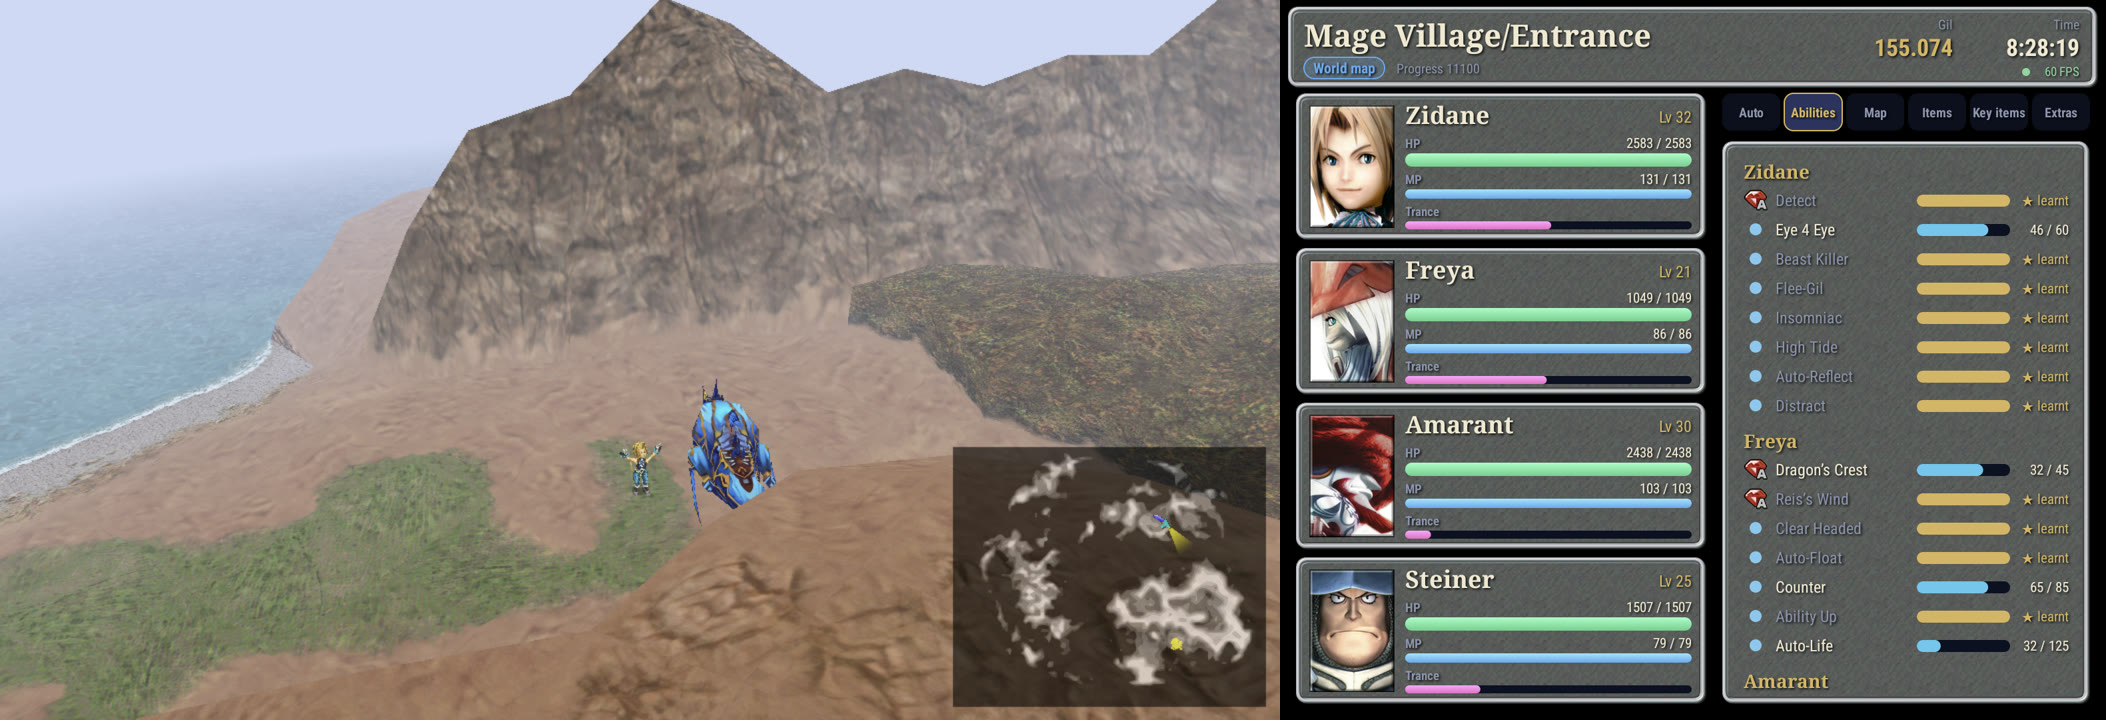 Mage Village/Entrance
World map Progress 11100
Gil
155.074
Time
8:28:19
60 FPS
Zidane Lv 32
HP 2583 / 2583
MP 131 / 131
Trance
Freya Lv 21
HP 1049 / 1049
MP 86 / 86
Trance
Amarant Lv 30
HP 2438 / 2438
MP 103 / 103
Trance
Steiner Lv 25
HP 1507 / 1507
MP 79 / 79
Trance
Auto Abilities Map Items Key items Extras
Zidane
A Detect ★ learnt
Eye 4 Eye 46 / 60
Beast Killer ★ learnt
Flee-Gil ★ learnt
Insomniac ★ learnt
High Tide ★ learnt
Auto-Reflect ★ learnt
Distract ★ learnt
Freya
A Dragon's Crest 32 / 45
A Reis's Wind ★ learnt
Clear Headed ★ learnt
Auto-Float ★ learnt
Counter 65 / 85
Ability Up ★ learnt
Auto-Life 32 / 125
Amarant